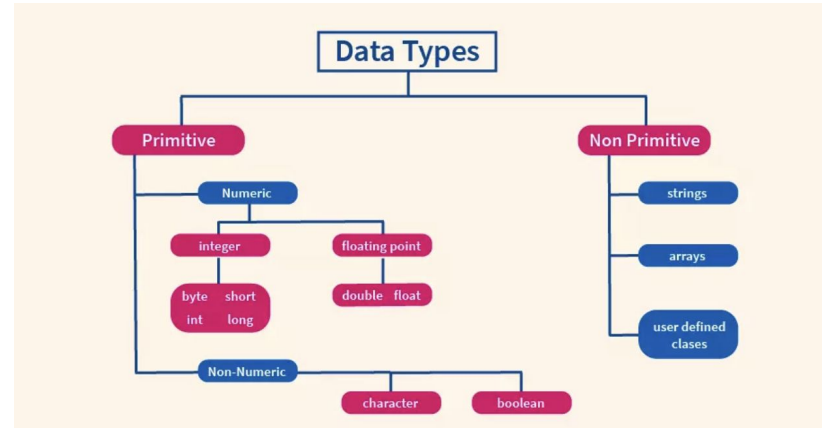 Data Types
Primitive
Non Primitive
Numeric
strings
integer
floating point
arrays
byte short
double float
int long
user defined
clases
Non-Numeric
character
boolean